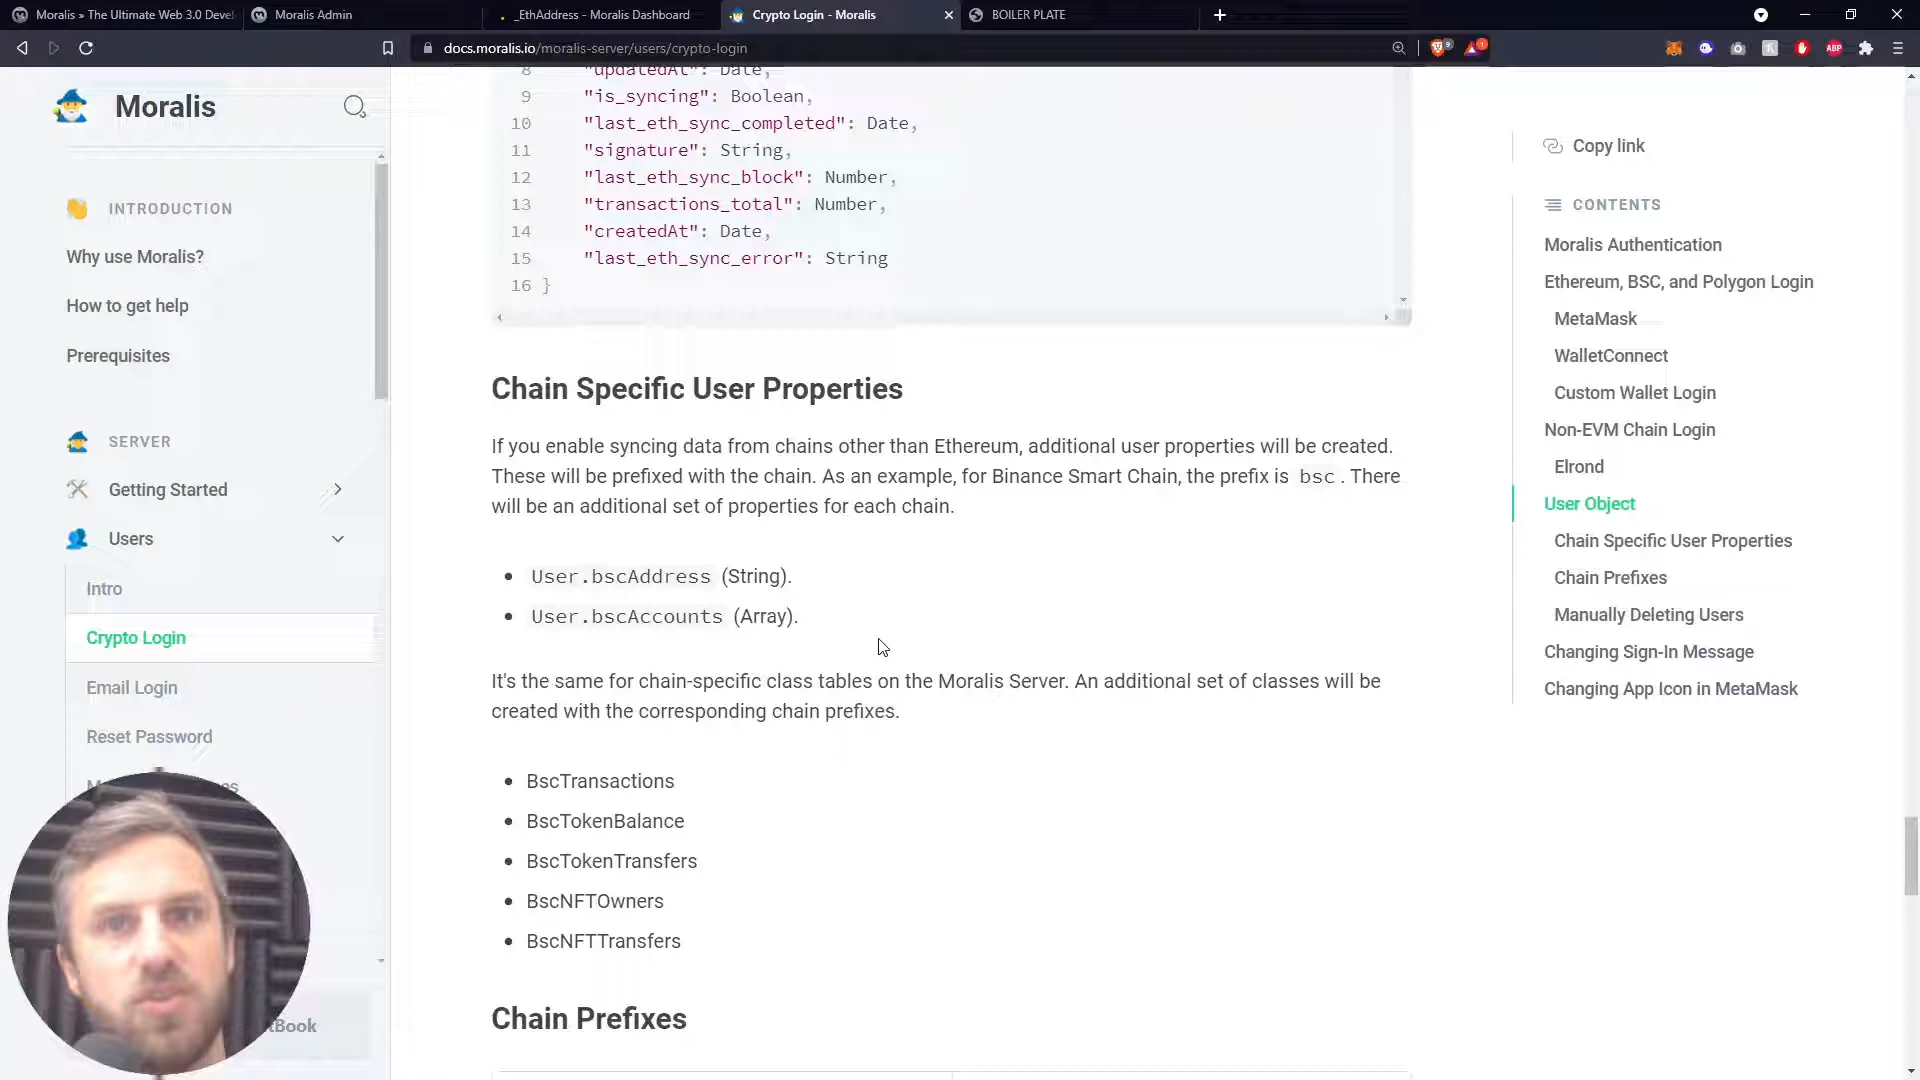 Moralis » The Ultimate Web 3.0 Devel
Moralis Admin
_EthAddress - Moralis Dashboard
Crypto Login - Moralis
BOILER PLATE
docs.moralis.io/moralis-server/users/crypto-login
Moralis
INTRODUCTION
Why use Moralis?
How to get help
Prerequisites
SERVER
Getting Started
Users
Intro
Crypto Login
Email Login
Reset Password
8 "updatedAt": Date,
9 "is_syncing": Boolean,
10 "last_eth_sync_completed": Date,
11 "signature": String,
12 "last_eth_sync_block": Number,
13 "transactions_total": Number,
14 "createdAt": Date,
15 "last_eth_sync_error": String
16 }
Chain Specific User Properties
If you enable syncing data from chains other than Ethereum, additional user properties will be created.
These will be prefixed with the chain. As an example, for Binance Smart Chain, the prefix is bsc . There
will be an additional set of properties for each chain.
• User.bscAddress (String).
• User.bscAccounts (Array).
It's the same for chain-specific class tables on the Moralis Server. An additional set of classes will be
created with the corresponding chain prefixes.
• BscTransactions
• BscTokenBalance
• BscTokenTransfers
• BscNFTOwners
• BscNFTTransfers
Chain Prefixes
Copy link
CONTENTS
Moralis Authentication
Ethereum, BSC, and Polygon Login
MetaMask
WalletConnect
Custom Wallet Login
Non-EVM Chain Login
Elrond
User Object
Chain Specific User Properties
Chain Prefixes
Manually Deleting Users
Changing Sign-In Message
Changing App Icon in MetaMask
tBook
9
1
ABP